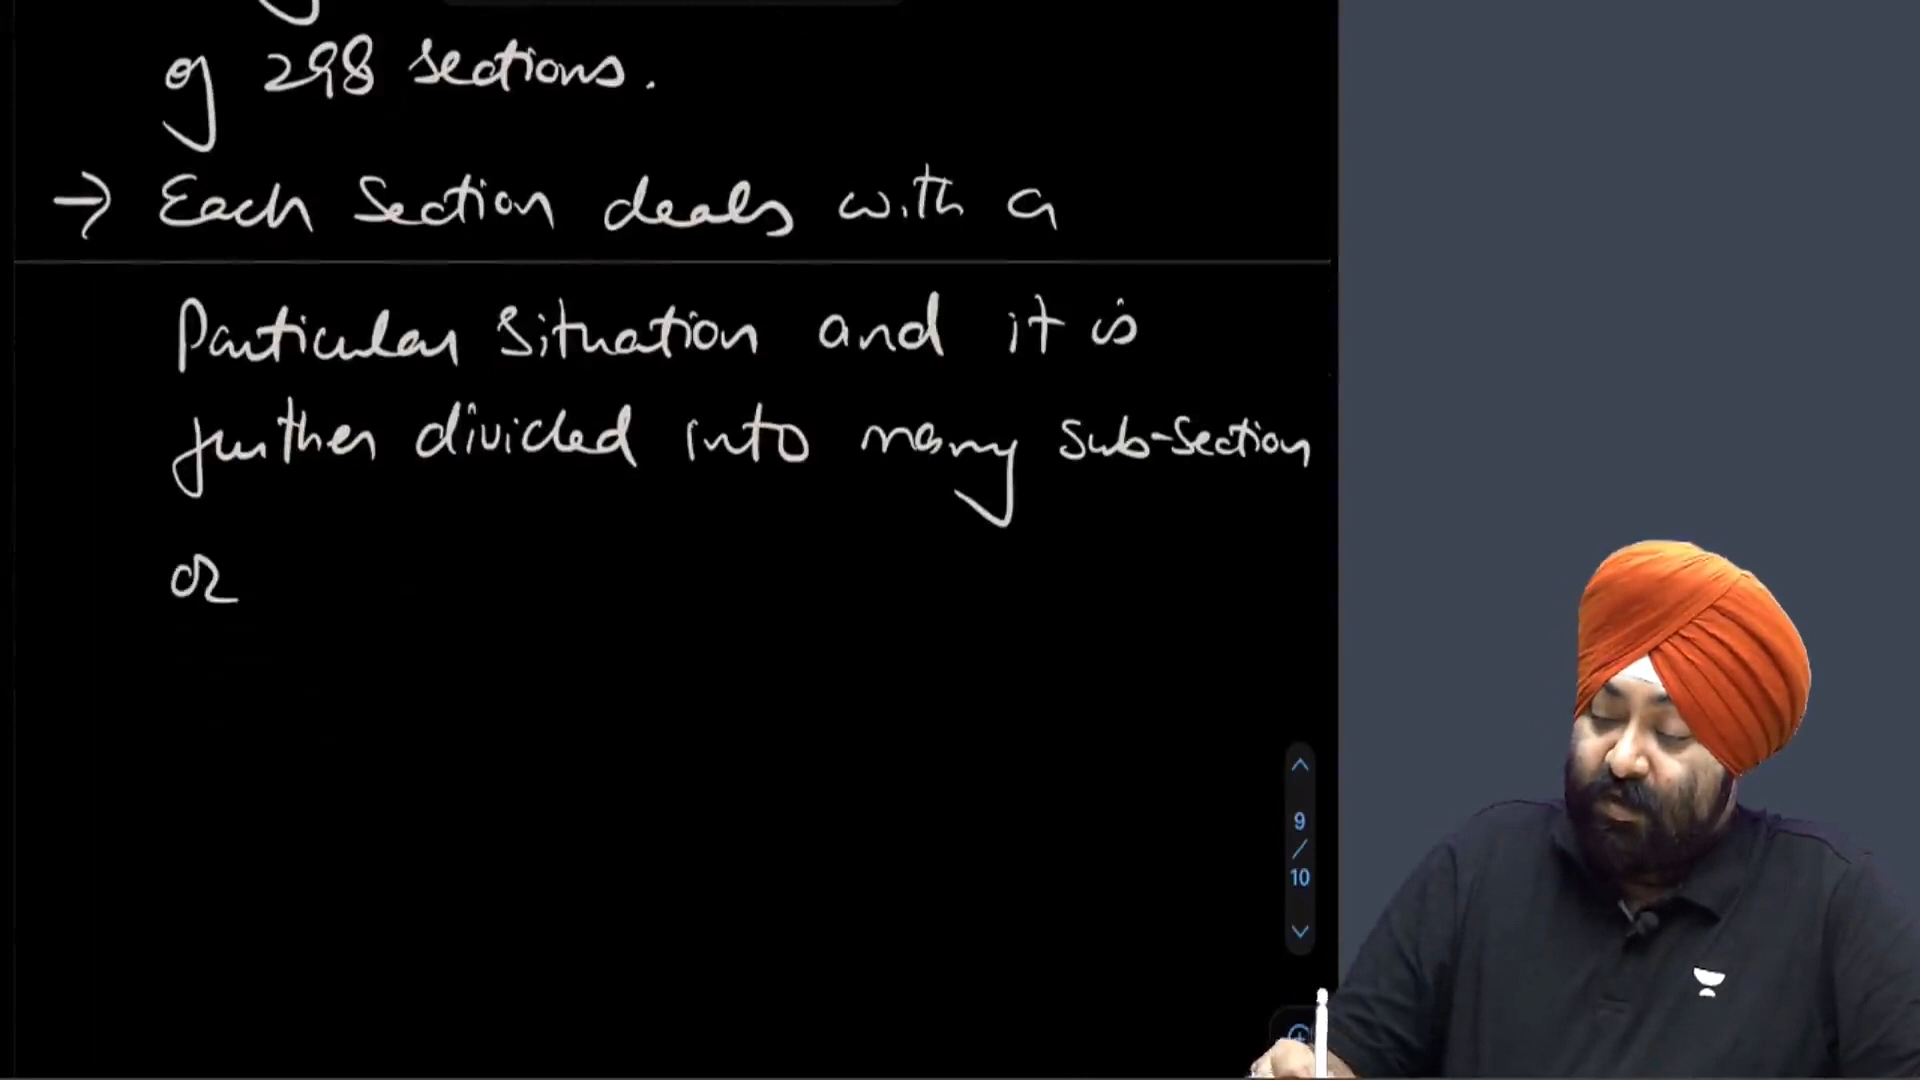 of 298 sections.
→ Each Section deals with a
Particular Situation and it is
further divided into many Sub-Section
or
9
/
10